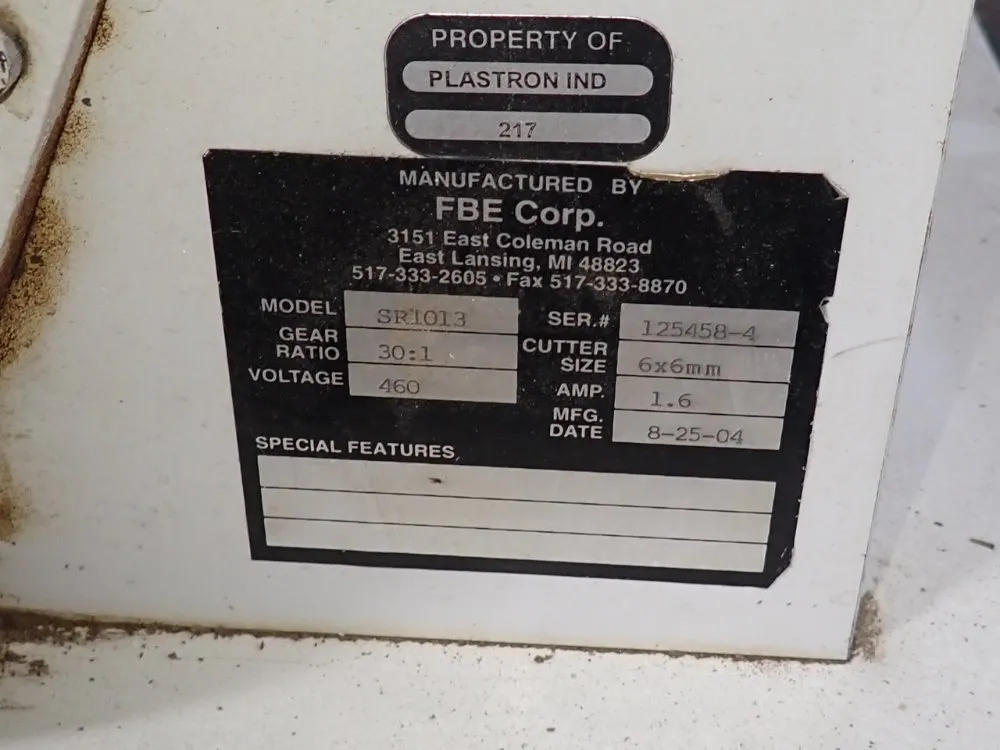 PROPERTY OF
PLASTRON IND
217
MANUFACTURED BY
FBE Corp.
3151 East Coleman Road
East Lansing, MI 48823
517-333-2605 • Fax 517-333-8870
MODEL SR1013
GEAR RATIO 30:1
VOLTAGE 460
SER.# 125458-4
CUTTER SIZE 6x6mm
AMP. 1.6
MFG. DATE 8-25-04
SPECIAL FEATURES